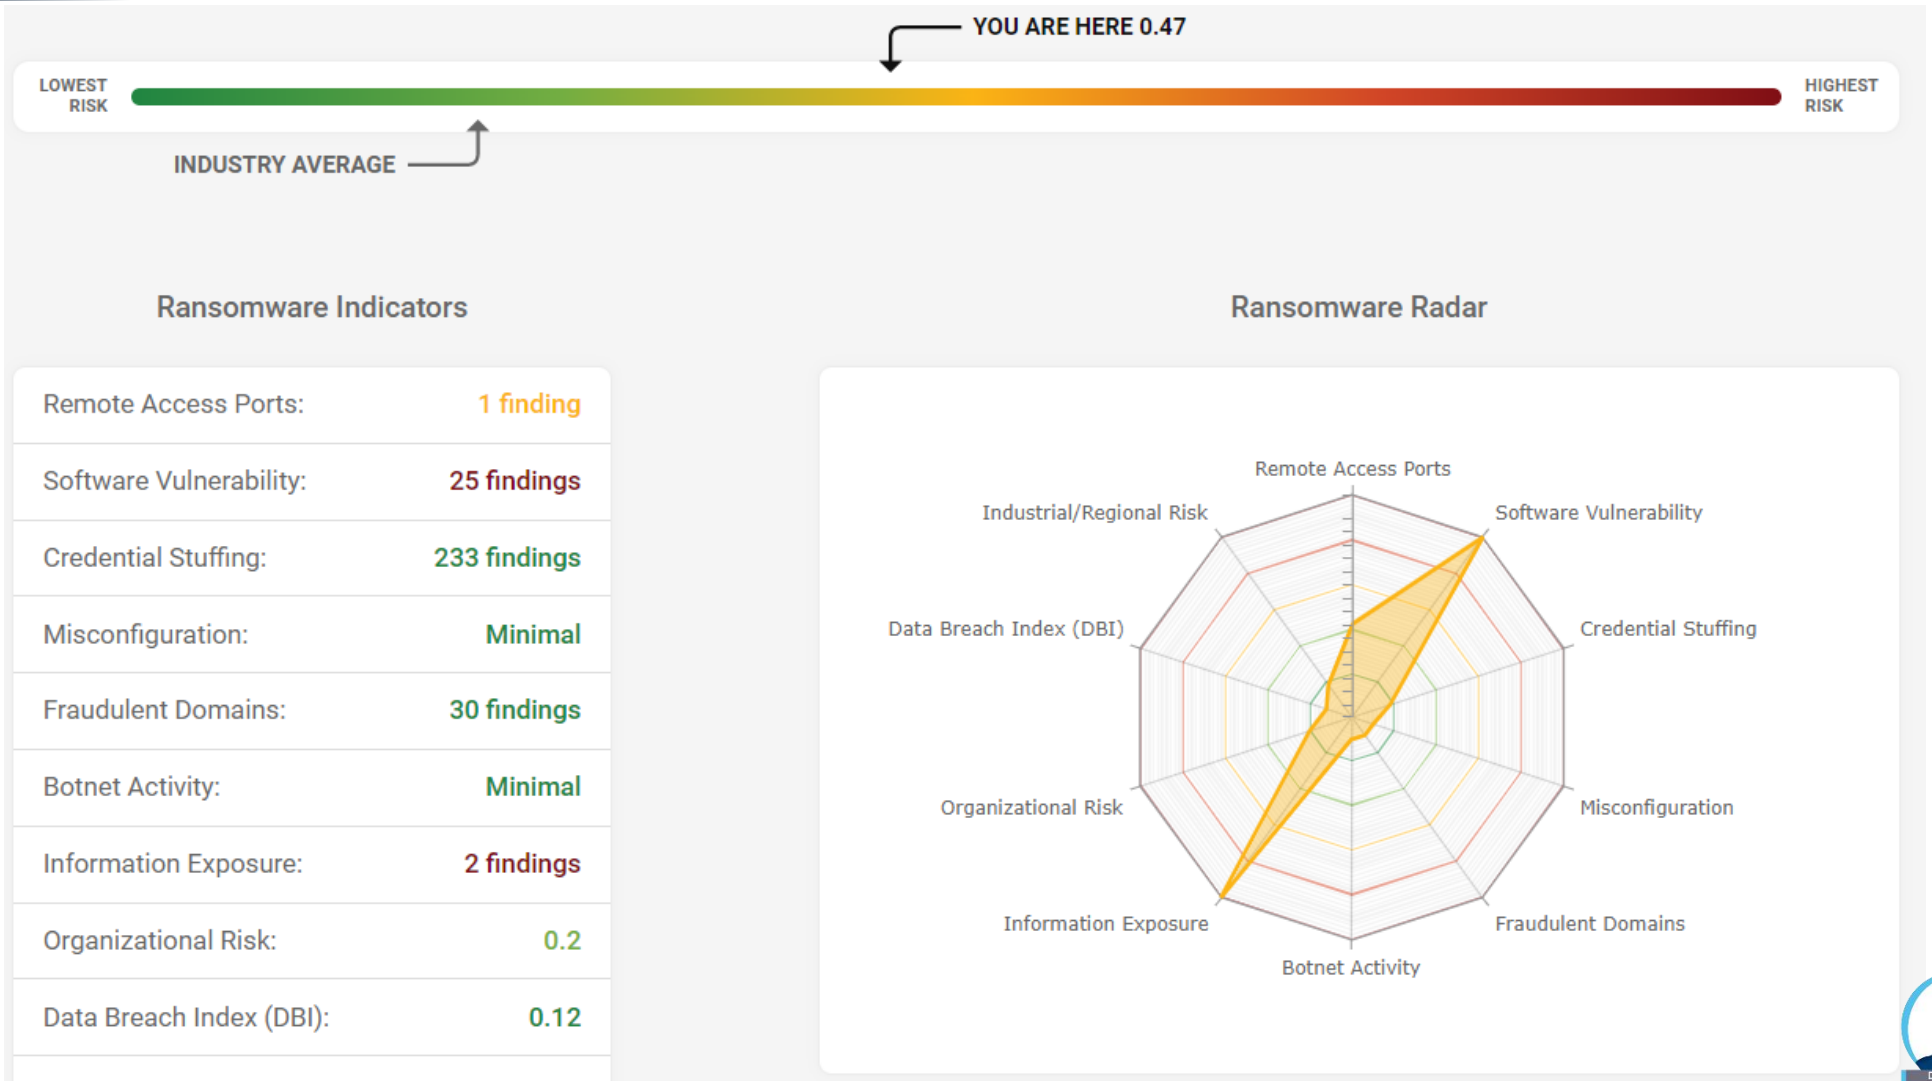 YOU ARE HERE 0.47
LOWEST
RISK
HIGHEST
RISK
INDUSTRY AVERAGE
Ransomware Indicators
Remote Access Ports: 1 finding
Software Vulnerability: 25 findings
Credential Stuffing: 233 findings
Misconfiguration: Minimal
Fraudulent Domains: 30 findings
Botnet Activity: Minimal
Information Exposure: 2 findings
Organizational Risk: 0.2
Data Breach Index (DBI): 0.12
Ransomware Radar
Remote Access Ports
Industrial/Regional Risk
Software Vulnerability
Data Breach Index (DBI)
Credential Stuffing
Organizational Risk
Misconfiguration
Information Exposure
Fraudulent Domains
Botnet Activity